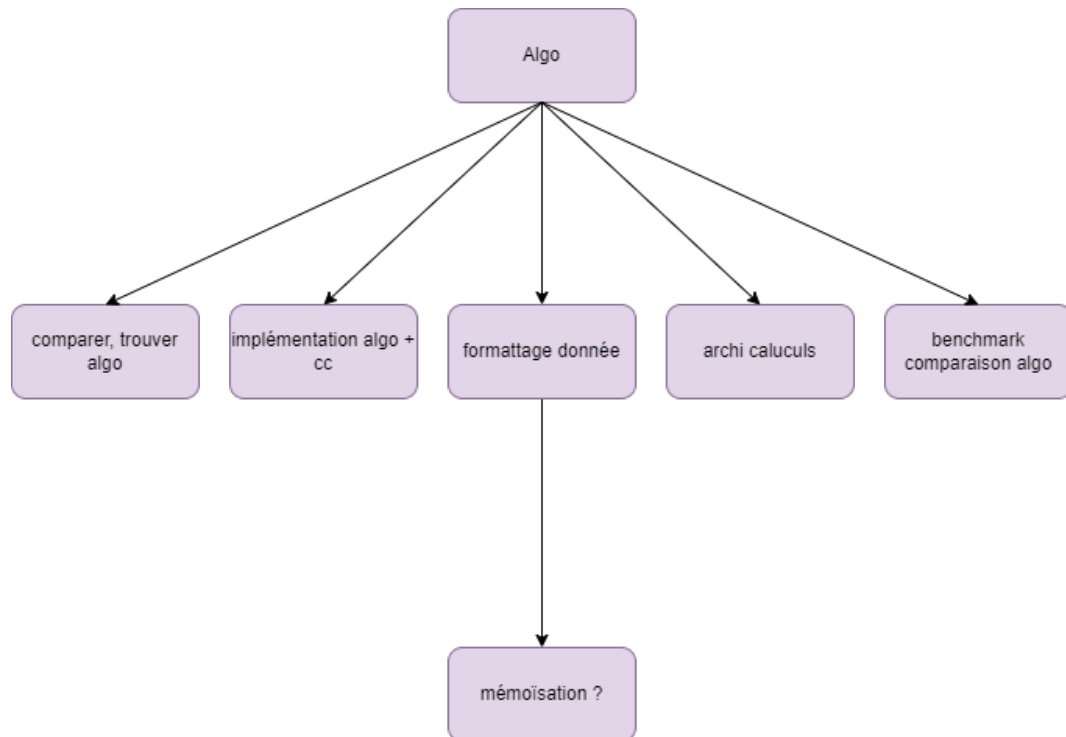 Algo
comparer, trouver
algo
implémentation algo +
cc
formattage donnée
archi caluculs
benchmark
comparaison algo
mémoïsation ?